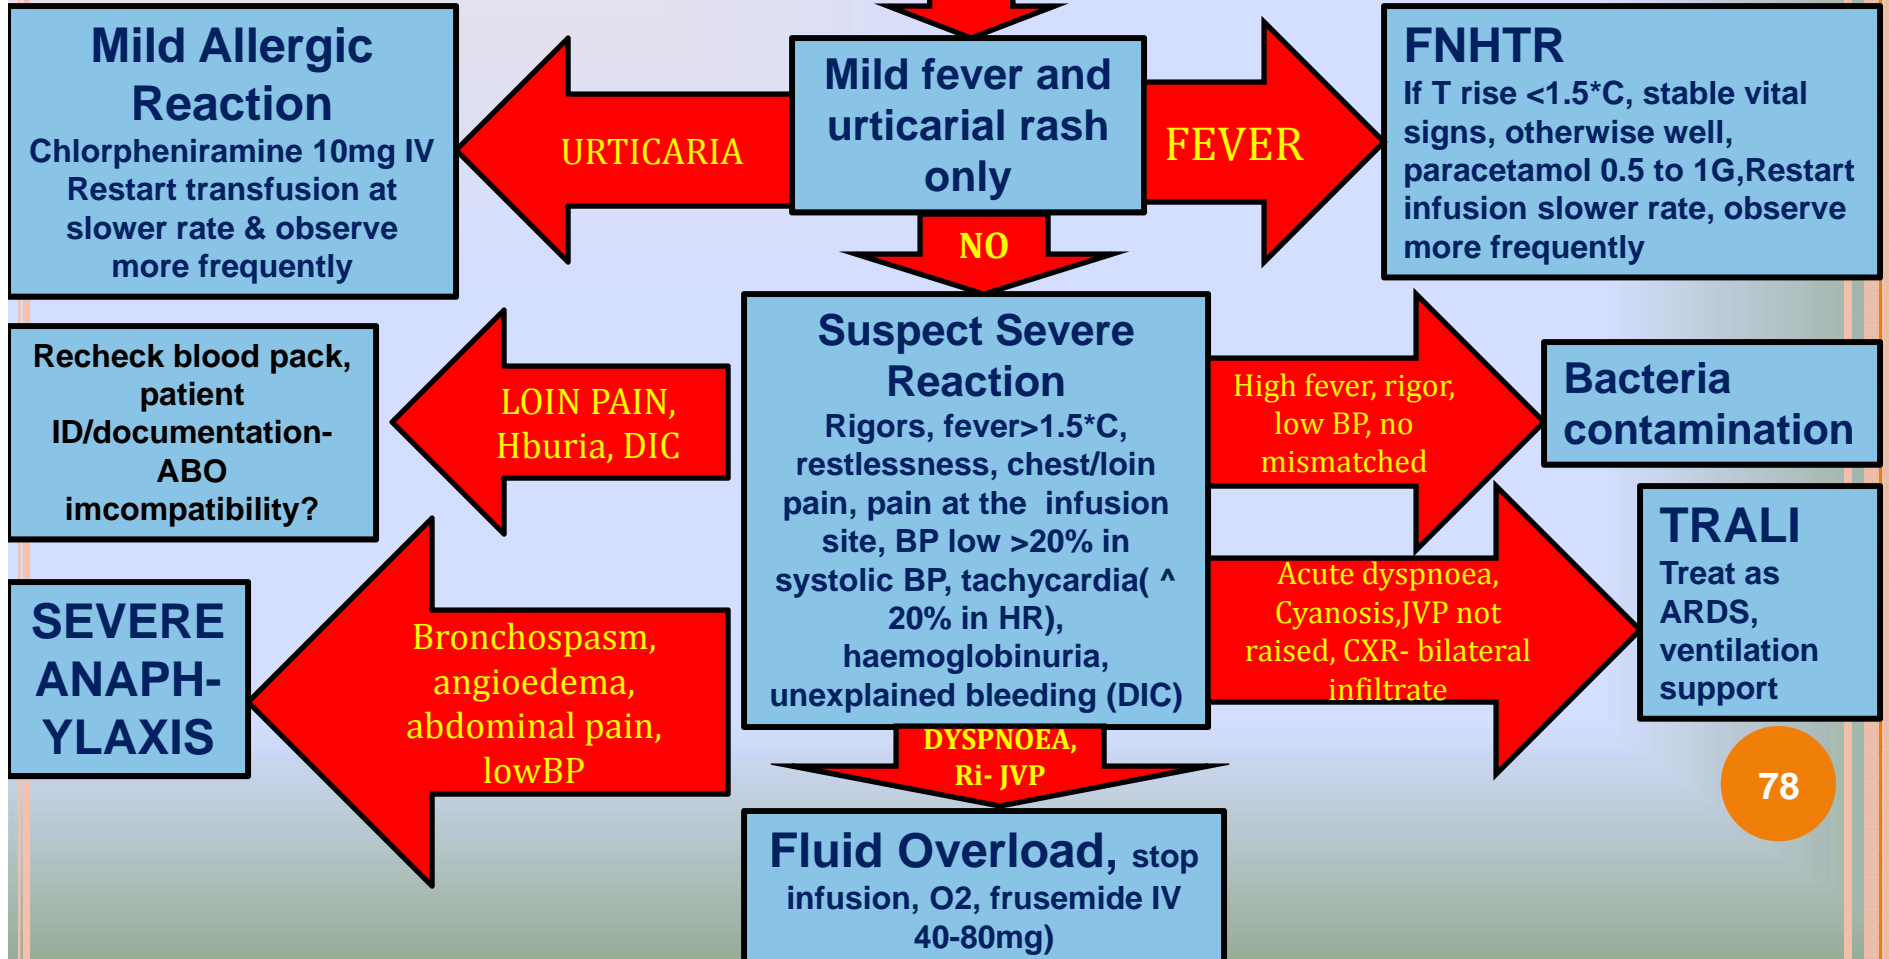 Mild Allergic
Reaction
Chlorpheniramine 10mg IV
Restart transfusion at
slower rate & observe
more frequently
URTICARIA
Mild fever and
urticarial rash
only
FEVER
FNHTR
If T rise <1.5*C, stable vital
signs, otherwise well,
paracetamol 0.5 to 1G,Restart
infusion slower rate, observe
more frequently
NO
Recheck blood pack,
patient
ID/documentation-
ABO
imcompatibility?
LOIN PAIN,
Hburia, DIC
Suspect Severe
Reaction
Rigors, fever>1.5*C,
restlessness, chest/loin
pain, pain at the infusion
site, BP low >20% in
systolic BP, tachycardia( ^
20% in HR),
haemoglobinuria,
unexplained bleeding (DIC)
High fever, rigor,
low BP, no
mismatched
Bacteria
contamination
SEVERE
ANAPH-
YLAXIS
Bronchospasm,
angioedema,
abdominal pain,
lowBP
Acute dyspnoea,
Cyanosis,JVP not
raised, CXR- bilateral
infiltrate
TRALI
Treat as
ARDS,
ventilation
support
DYSPNOEA,
Ri- JVP
Fluid Overload, stop
infusion, O2, frusemide IV
40-80mg)
78